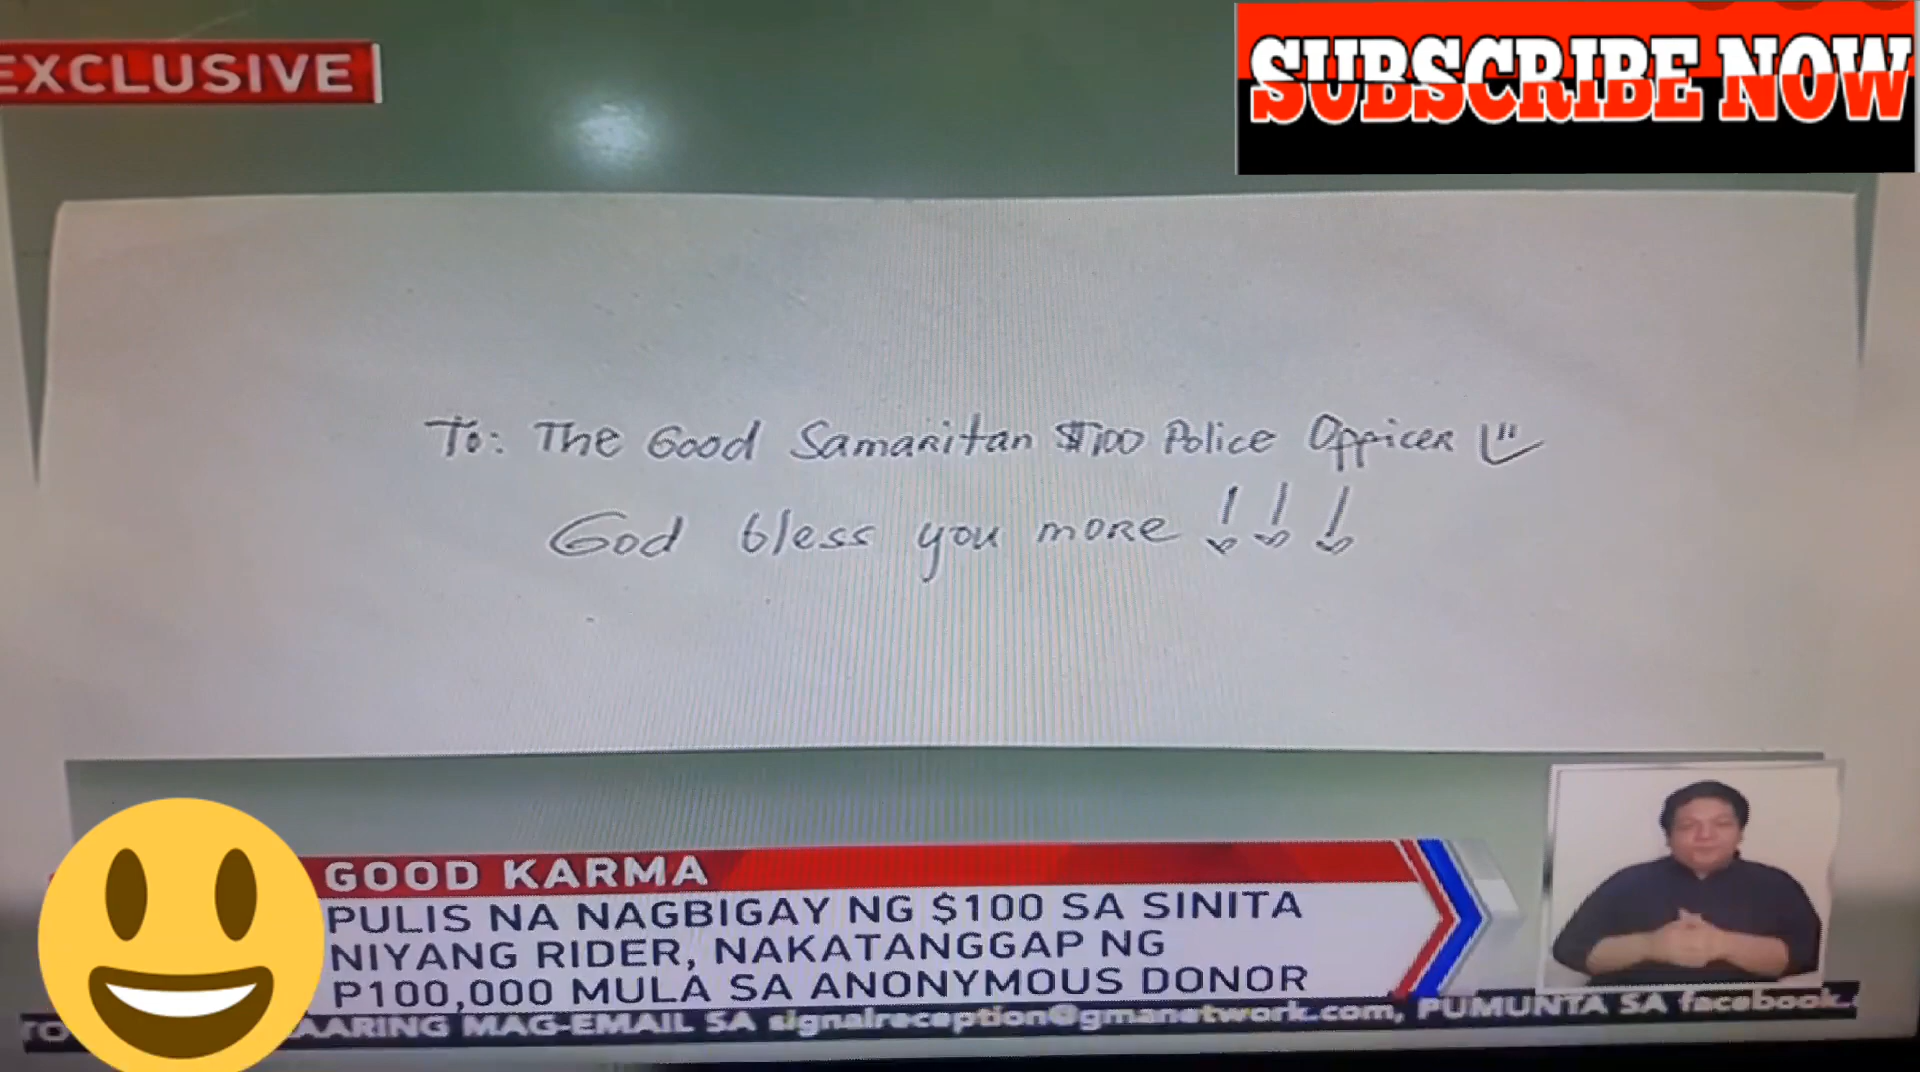 EXCLUSIVE
SUBSCRIBE NOW
To: The Good Samaritan $100 Police Officer
God bless you more !!!
GOOD KARMA
PULIS NA NAGBIGAY NG $100 SA SINITA
NIYANG RIDER, NAKATANGGAP NG
P100,000 MULA SA ANONYMOUS DONOR
MAG-EMAIL SA signalreception@gmanetwork.com, PUMUNTA SA facebook.